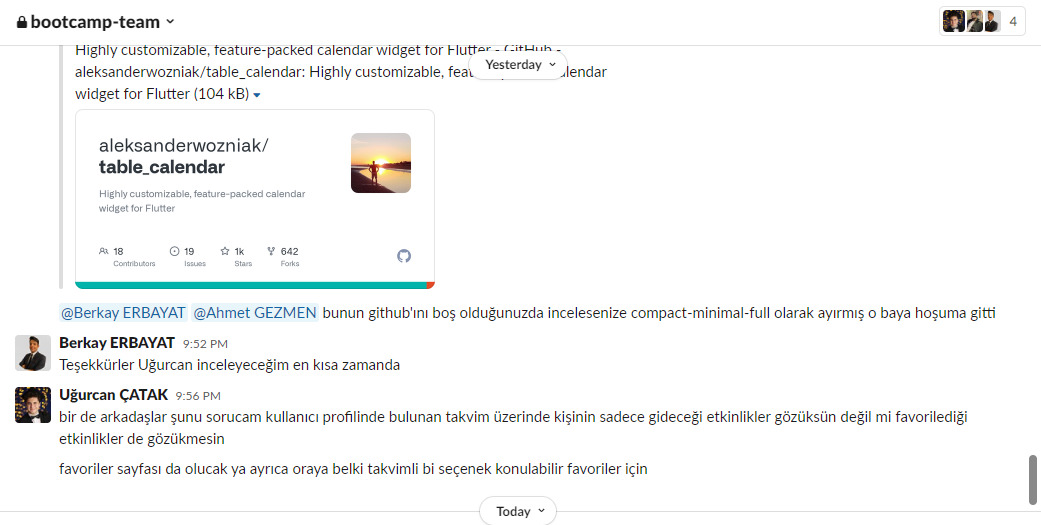 bootcamp-team
4
Highly customizable, feature-packed calendar widget for Flutter - GitHub -
Yesterday
aleksanderwozniak/table_calendar: Highly customizable, calendar
widget for Flutter (104 kB)
aleksanderwozniak/
table_calendar
Highly customizable, feature-packed calendar
widget for Flutter
18 19 1k 642
Contributors Issues Stars Forks
@Berkay ERBAYAT @Ahmet GEZMEN bunun github'ını boş olduğunuzda incelesenize compact-minimal-full olarak ayırmış o baya hoşuma gitti
Berkay ERBAYAT 9:52 PM
Teşekkürler Uğurcan inceleyeceğim en kısa zamanda
Uğurcan ÇATAK 9:56 PM
bir de arkadaşlar şunu sorucam kullanıcı profilinde bulunan takvim üzerinde kişinin sadece gideceği etkinlikler gözüksün değil mi favorilediği
etkinlikler de gözükmesin
favoriler sayfası da olucak ya ayrıca oraya belki takvimli bi seçenek konulabilir favoriler için
Today